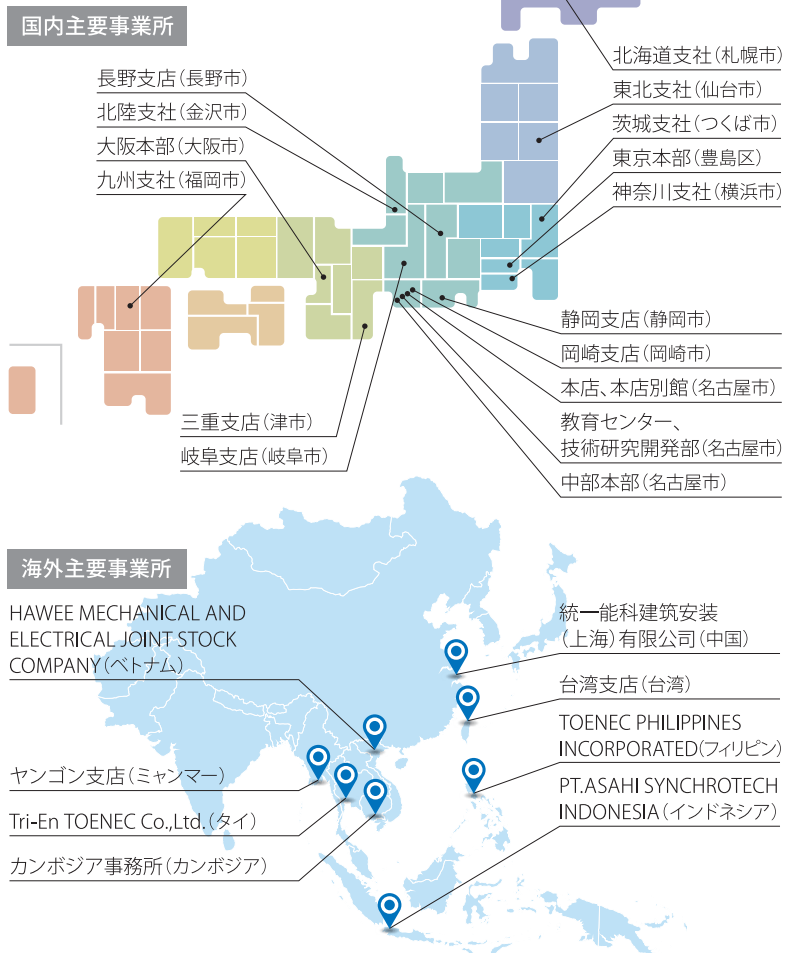 国内主要事業所
長野支店(長野市)
北陸支社(金沢市)
大阪本部(大阪市)
九州支社(福岡市)
北海道支社(札幌市)
東北支社(仙台市)
茨城支社(つくば市)
東京本部(豊島区)
神奈川支社(横浜市)
静岡支店(静岡市)
岡崎支店(岡崎市)
本店、本店別館(名古屋市)
教育センター、
技術研究開発部(名古屋市)
中部本部(名古屋市)
三重支店(津市)
岐阜支店(岐阜市)
海外主要事業所
HAWEE MECHANICAL AND
ELECTRICAL JOINT STOCK
COMPANY(ベトナム)
ヤンゴン支店(ミャンマー)
Tri-En TOENEC Co.,Ltd.(タイ)
カンボジア事務所(カンボジア)
統一能科建筑安装
(上海)有限公司(中国)
台湾支店(台湾)
TOENEC PHILIPPINES
INCORPORATED(フィリピン)
PT.ASAHI SYNCHROTECH
INDONESIA(インドネシア)